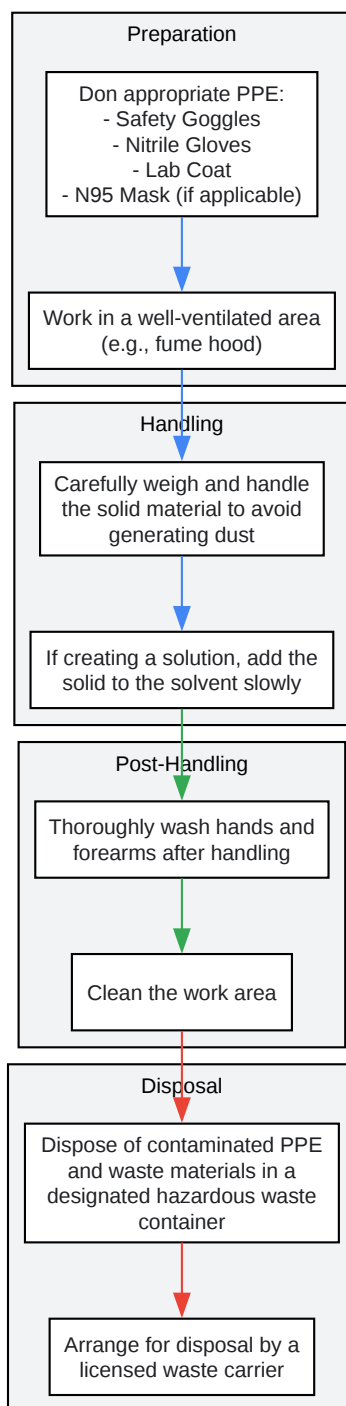 Preparation
Don appropriate PPE:
- Safety Goggles
- Nitrile Gloves
- Lab Coat
- N95 Mask (if applicable)
Work in a well-ventilated area
(e.g., fume hood)
Handling
Carefully weigh and handle
the solid material to avoid
generating dust
If creating a solution, add the
solid to the solvent slowly
Post-Handling
Thoroughly wash hands and
forearms after handling
Clean the work area
Disposal
Dispose of contaminated PPE
and waste materials in a
designated hazardous waste
container
Arrange for disposal by a
licensed waste carrier